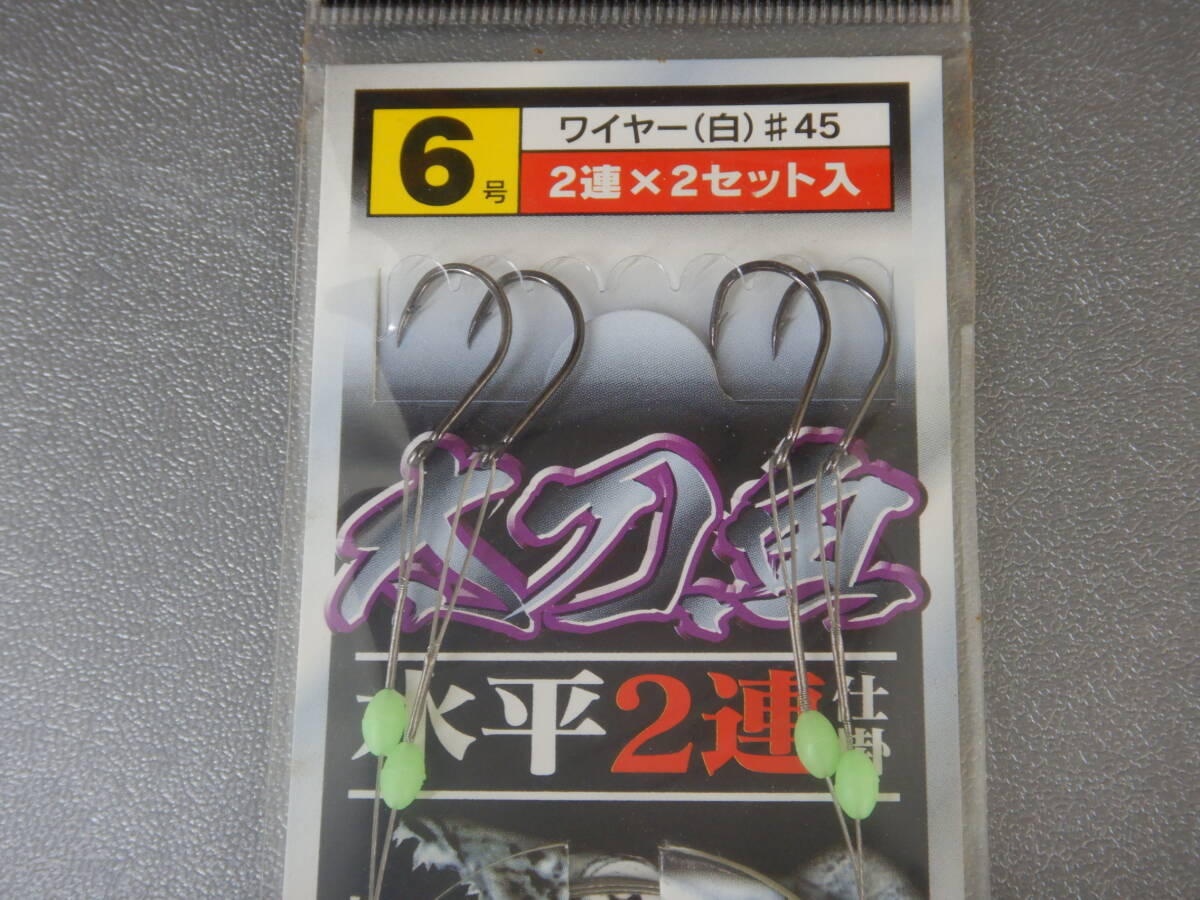 6号
ワイヤー(白)♯45
2連×2セット入
太刀魚
水平2連仕掛